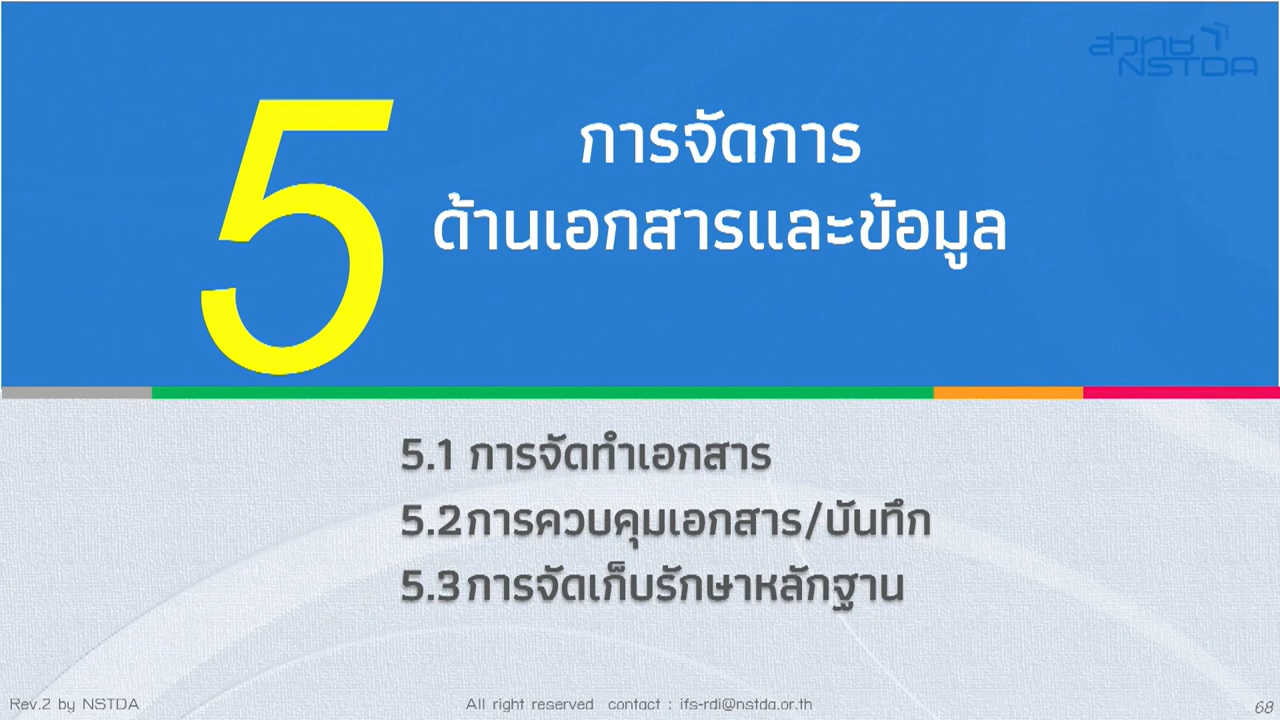 สวทช
NSTDA
5
การจัดการ
ด้านเอกสารและข้อมูล
5.1 การจัดทำเอกสาร
5.2 การควบคุมเอกสาร/บันทึก
5.3 การจัดเก็บรักษาหลักฐาน
Rev.2 by NSTDA
All right reserved contact : ifs-rdi@nstda.or.th
68